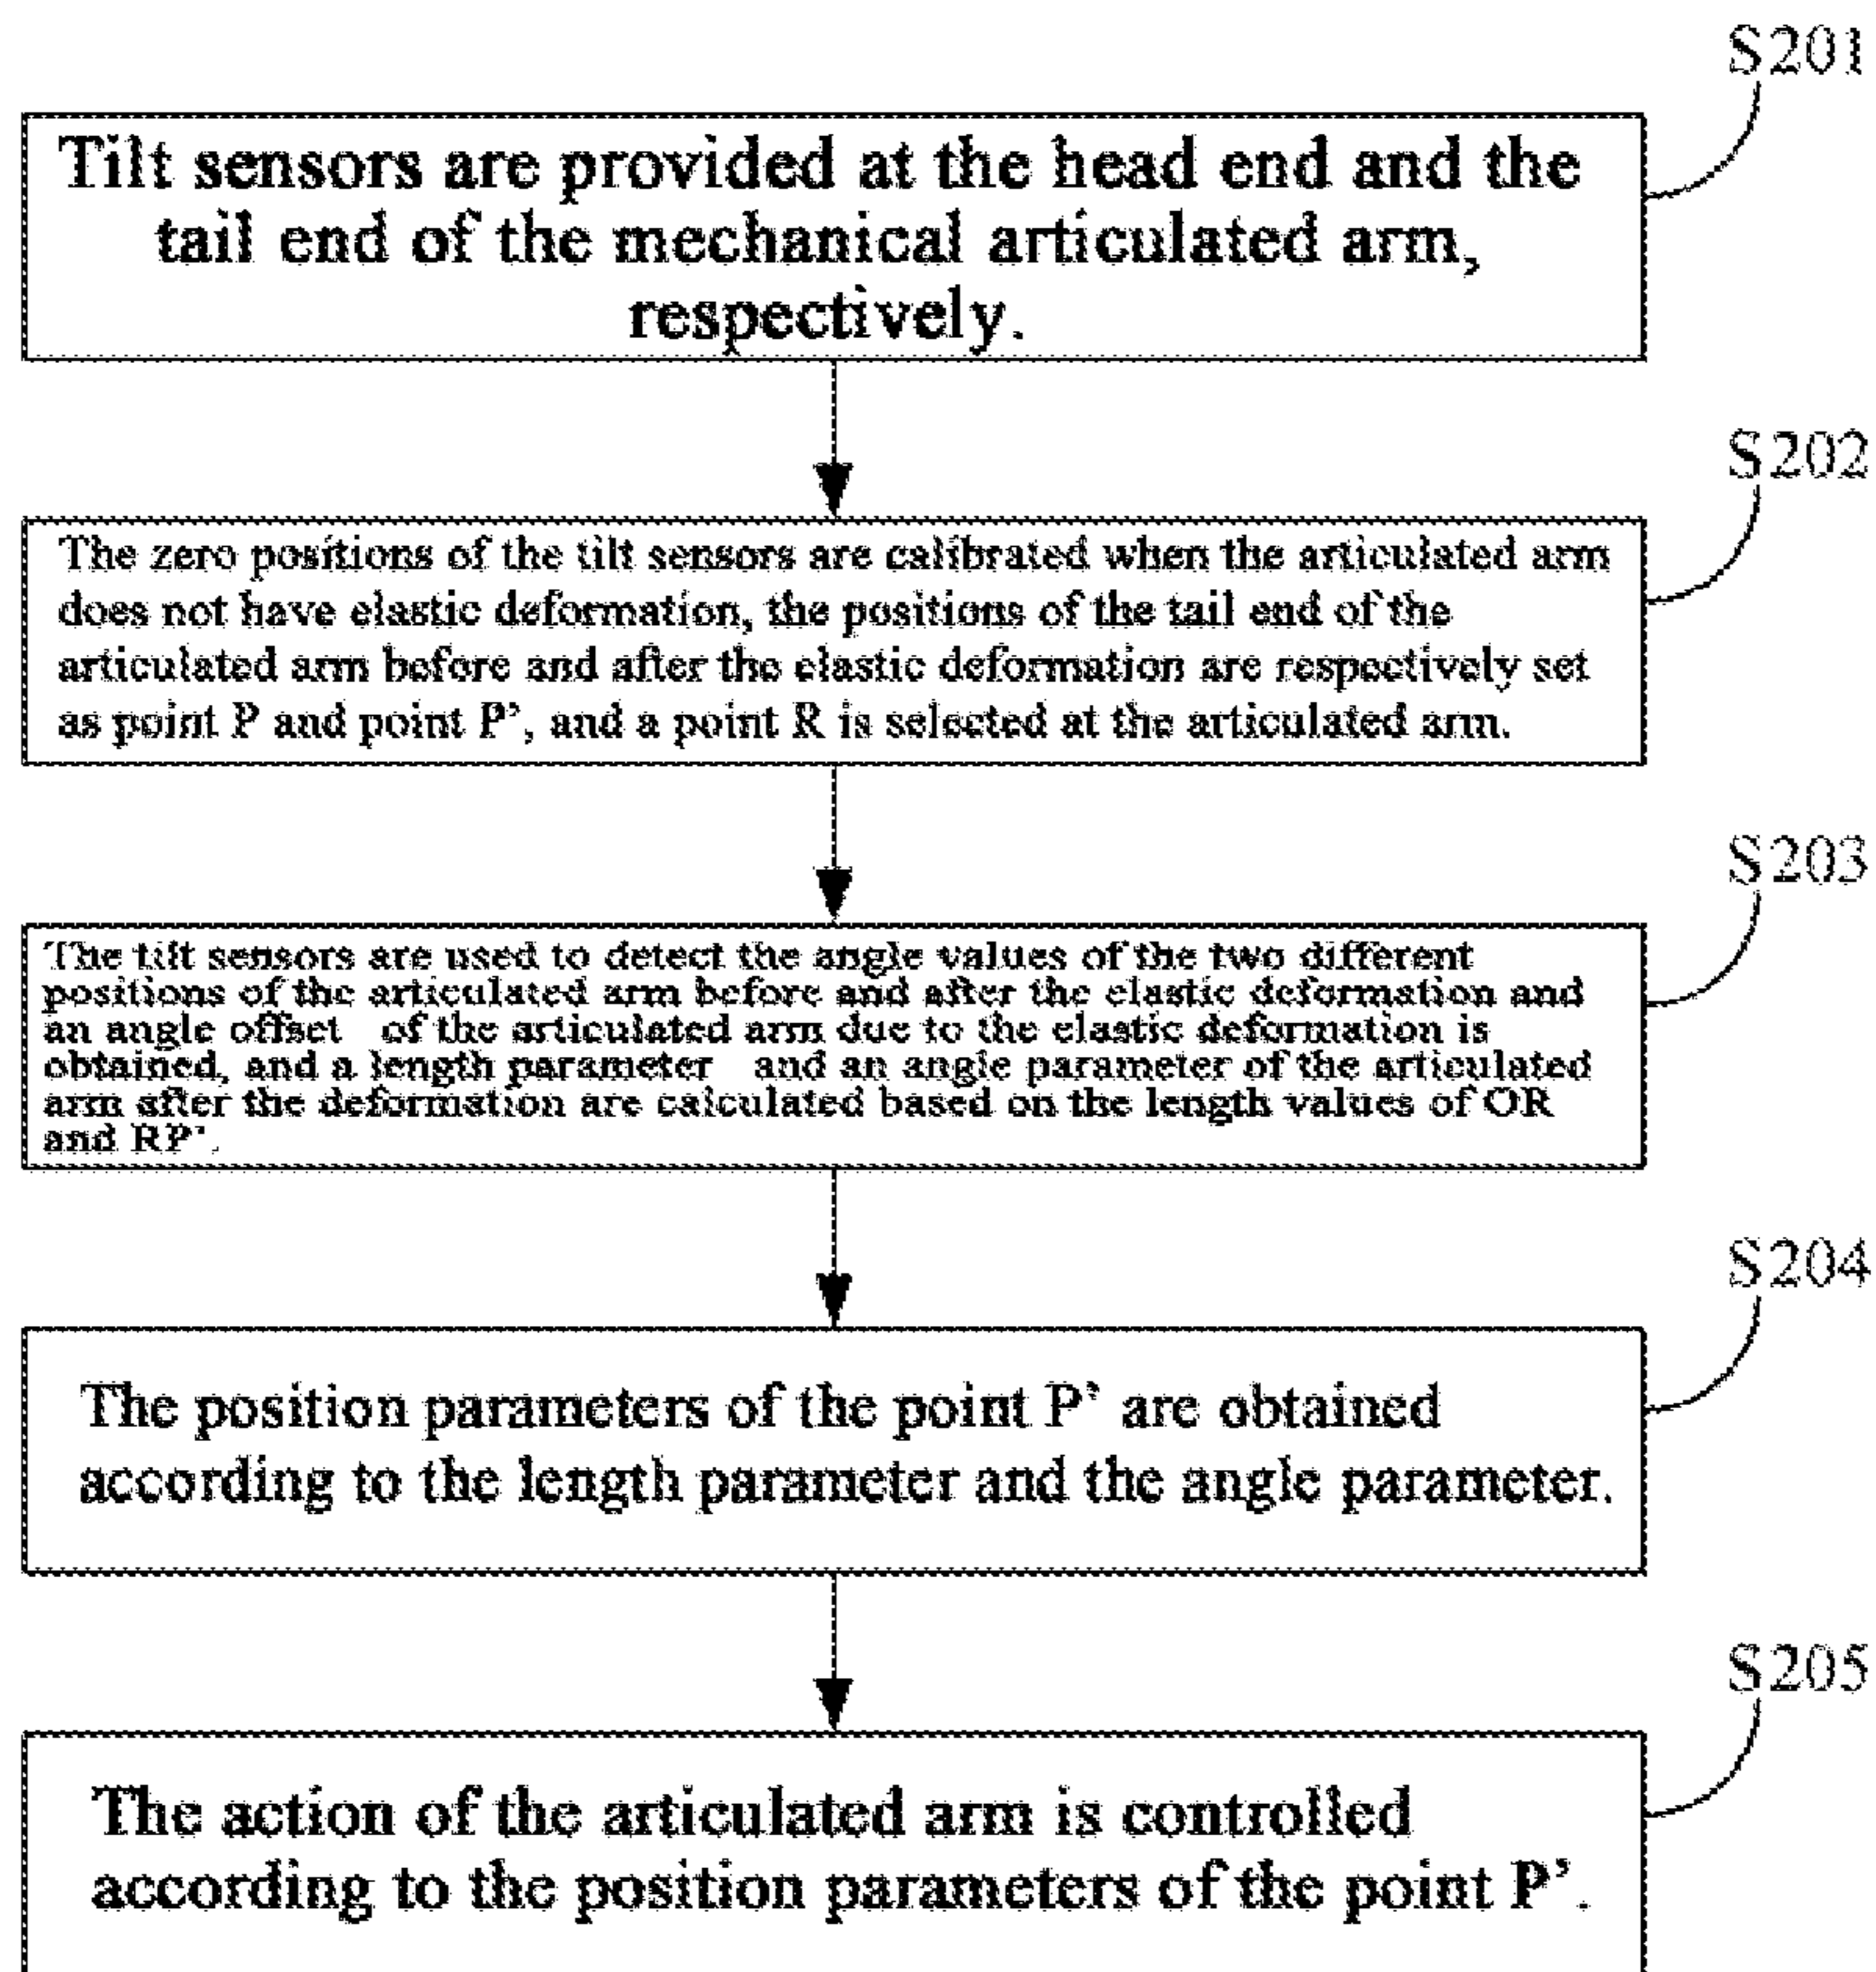 S201
Tilt sensors are provided at the head end and the
tail end of the mechanical articulated arm,
respectively.
S202
The zero positions of the tilt sensors are calibrated when the articulated arm
does not have elastic deformation, the positions of the tail end of the
articulated arm before and after the elastic deformation are respectively set
as point P and point P’, and a point R is selected at the articulated arm.
S203
The tilt sensors are used to detect the angle values of the two different
positions of the articulated arm before and after the elastic deformation and
an angle offset of the articulated arm due to the elastic deformation is
obtained, and a length parameter and an angle parameter of the articulated
arm after the deformation are calculated based on the length values of OR
and RP’.
S204
The position parameters of the point P’ are obtained
according to the length parameter and the angle parameter.
S205
The action of the articulated arm is controlled
according to the position parameters of the point P’.